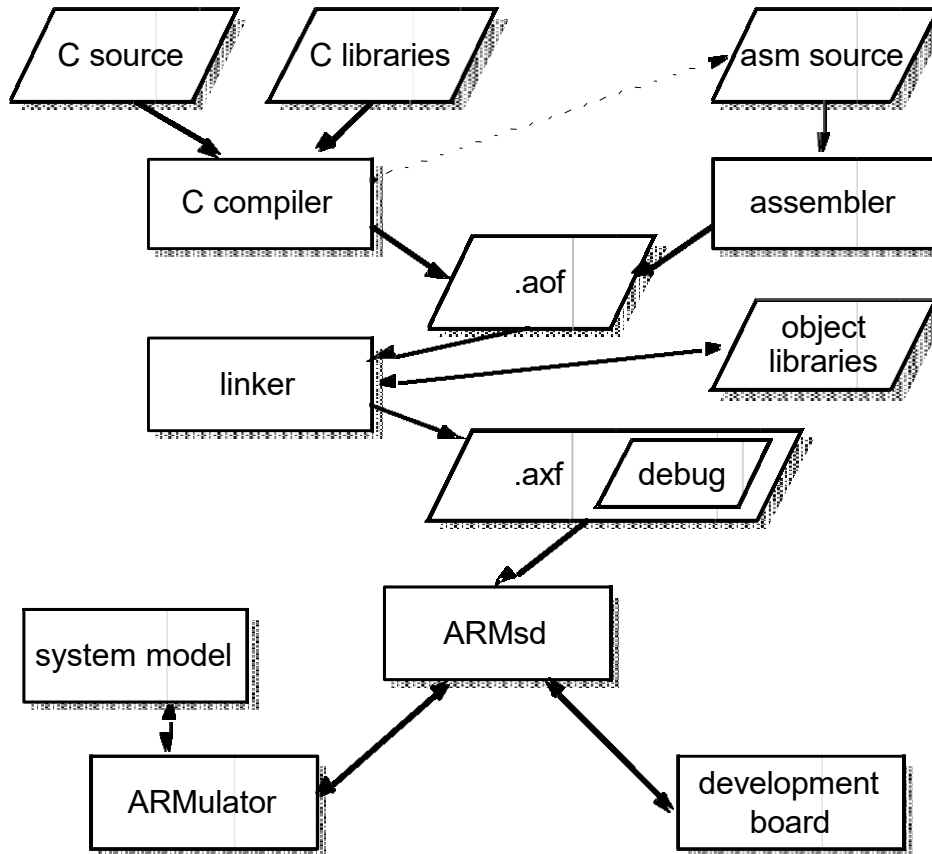 C source
C libraries
asm source
C compiler
assembler
.aof
object
libraries
linker
.axf
debug
ARMsd
system model
ARMulator
development
board